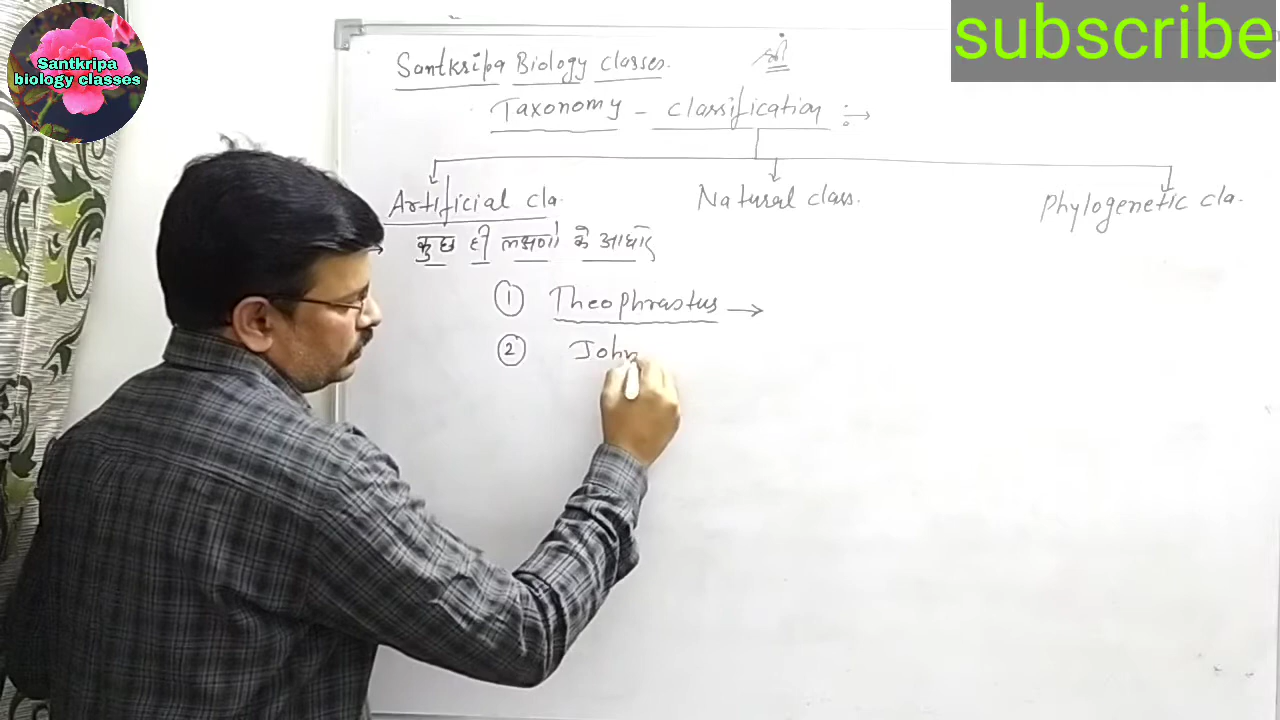 Santkripa
biology classes
subscribe
Santkripa Biology classes.
श्री
Taxonomy - classification :→
Artificial cla.
Natural class.
Phylogenetic cla.
→ कुछ ही लक्षणों के आधार
① Theophrastus →
② John